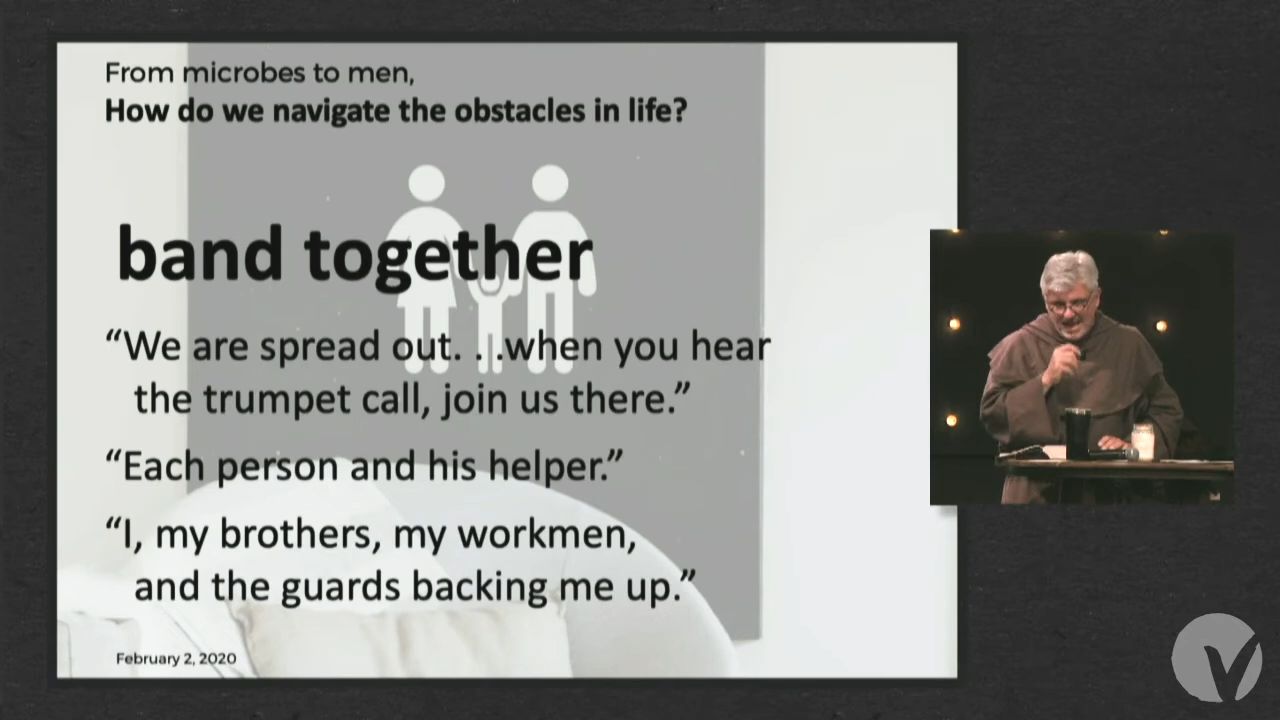 From microbes to men,
How do we navigate the obstacles in life?
band together
“We are spread out. . .when you hear
the trumpet call, join us there.”
“Each person and his helper.”
“I, my brothers, my workmen,
and the guards backing me up.”
February 2, 2020
V